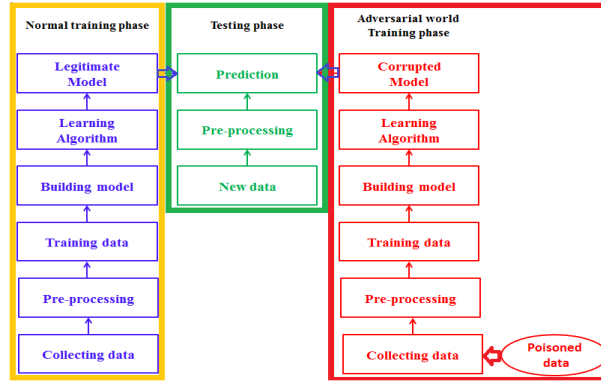 Normal training phase
Legitimate
Model
Learning
Algorithm
Building model
Training data
Pre-processing
Collecting data
Testing phase
Prediction
Pre-processing
New data
Adversarial world
Training phase
Corrupted
Model
Learning
Algorithm
Building model
Training data
Pre-processing
Collecting data
Poisoned
data